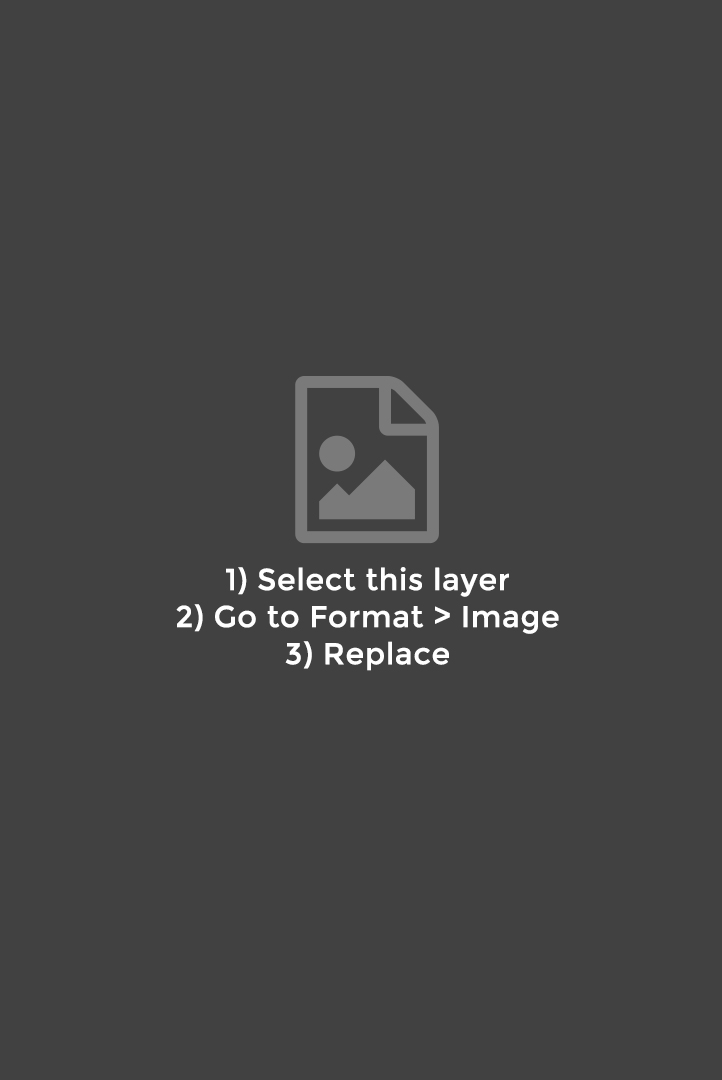 1) Select this layer
2) Go to Format > Image
3) Replace